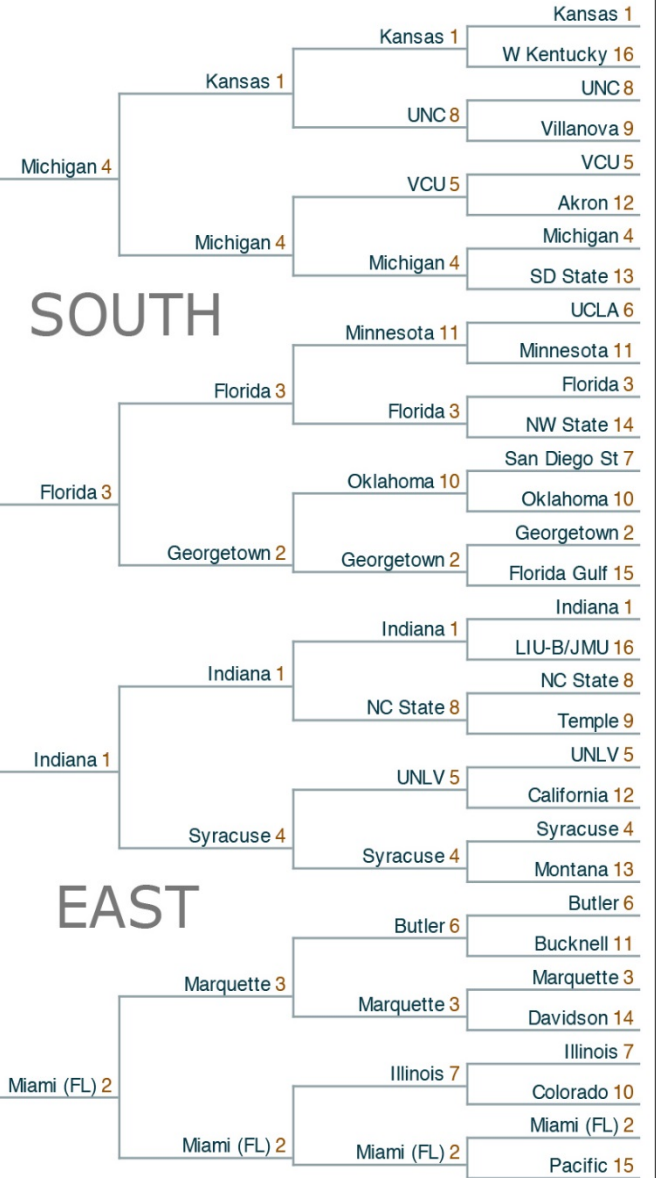 Kansas 1
Kansas 1
W Kentucky 16
Kansas 1
UNC 8
UNC 8
Villanova 9
Michigan 4
VCU 5
VCU 5
Akron 12
Michigan 4
Michigan 4
Michigan 4
SD State 13
SOUTH
UCLA 6
Minnesota 11
Minnesota 11
Florida 3
Florida 3
Florida 3
NW State 14
Florida 3
San Diego St 7
Oklahoma 10
Oklahoma 10
Georgetown 2
Georgetown 2
Georgetown 2
Florida Gulf 15
Indiana 1
Indiana 1
LIU-B/JMU 16
Indiana 1
NC State 8
NC State 8
Temple 9
Indiana 1
UNLV 5
UNLV 5
California 12
Syracuse 4
Syracuse 4
Syracuse 4
Montana 13
EAST
Butler 6
Butler 6
Bucknell 11
Marquette 3
Marquette 3
Marquette 3
Davidson 14
Miami (FL) 2
Illinois 7
Illinois 7
Colorado 10
Miami (FL) 2
Miami (FL) 2
Miami (FL) 2
Pacific 15